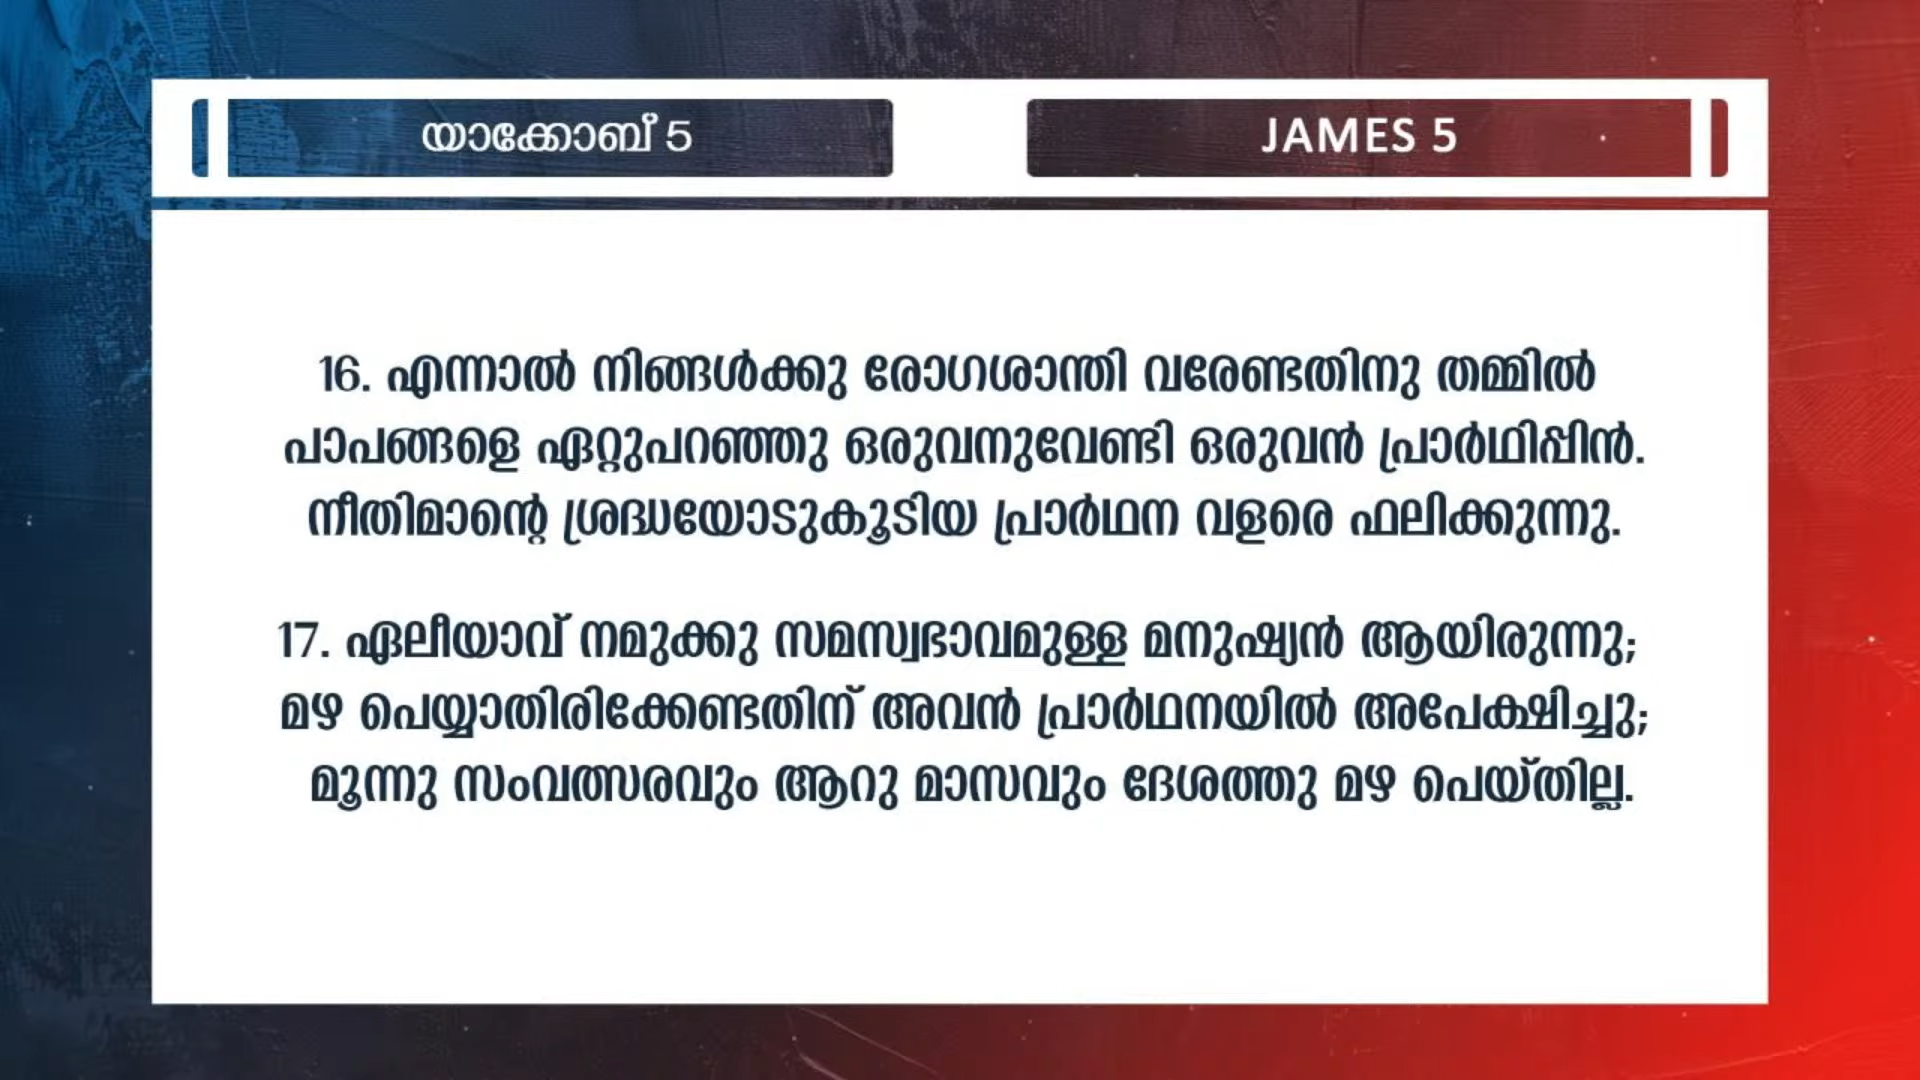 യാക്കോബ് 5
JAMES 5
16. എന്നാൽ നിങ്ങൾക്കു രോഗശാന്തി വരേണ്ടതിനു തമ്മിൽ
പാപങ്ങളെ ഏറ്റുപറഞ്ഞു ഒരുവനുവേണ്ടി ഒരുവൻ പ്രാർഥിപ്പിൻ.
നീതിമാന്റെ ശ്രദ്ധയോടുകൂടിയ പ്രാർഥന വളരെ ഫലിക്കുന്നു.
17. ഏലീയാവ് നമുക്കു സമസ്വഭാവമുള്ള മനുഷ്യൻ ആയിരുന്നു;
മഴ പെയ്യാതിരിക്കേണ്ടതിന് അവൻ പ്രാർഥനയിൽ അപേക്ഷിച്ചു;
മൂന്നു സംവത്സരവും ആറു മാസവും ദേശത്തു മഴ പെയ്തില്ല.